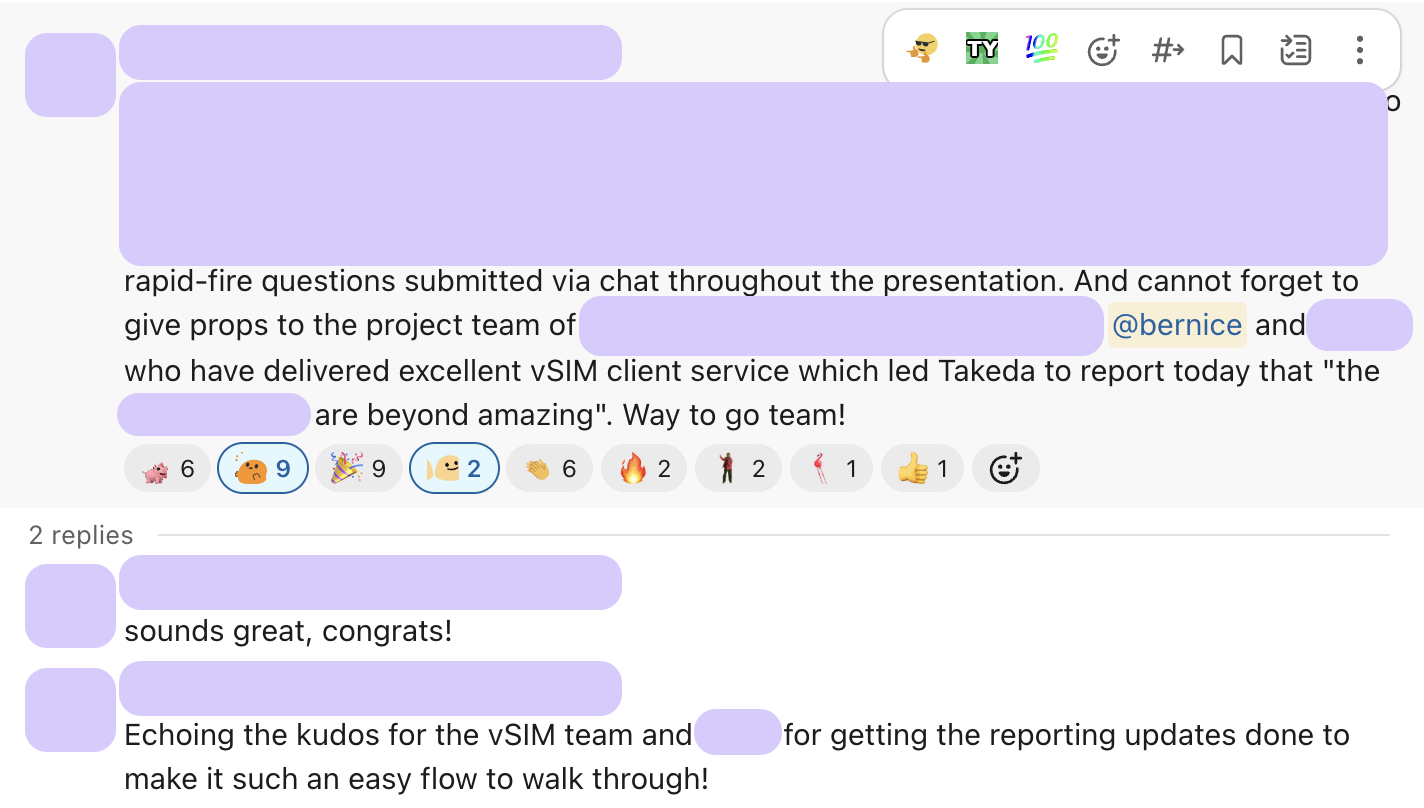 TY 100
o
rapid-fire questions submitted via chat throughout the presentation. And cannot forget to
give props to the project team of @bernice and
who have delivered excellent vSIM client service which led Takeda to report today that "the
are beyond amazing". Way to go team!
6 9 9 2 6 2 2 1 1
2 replies
sounds great, congrats!
Echoing the kudos for the vSIM team and for getting the reporting updates done to
make it such an easy flow to walk through!